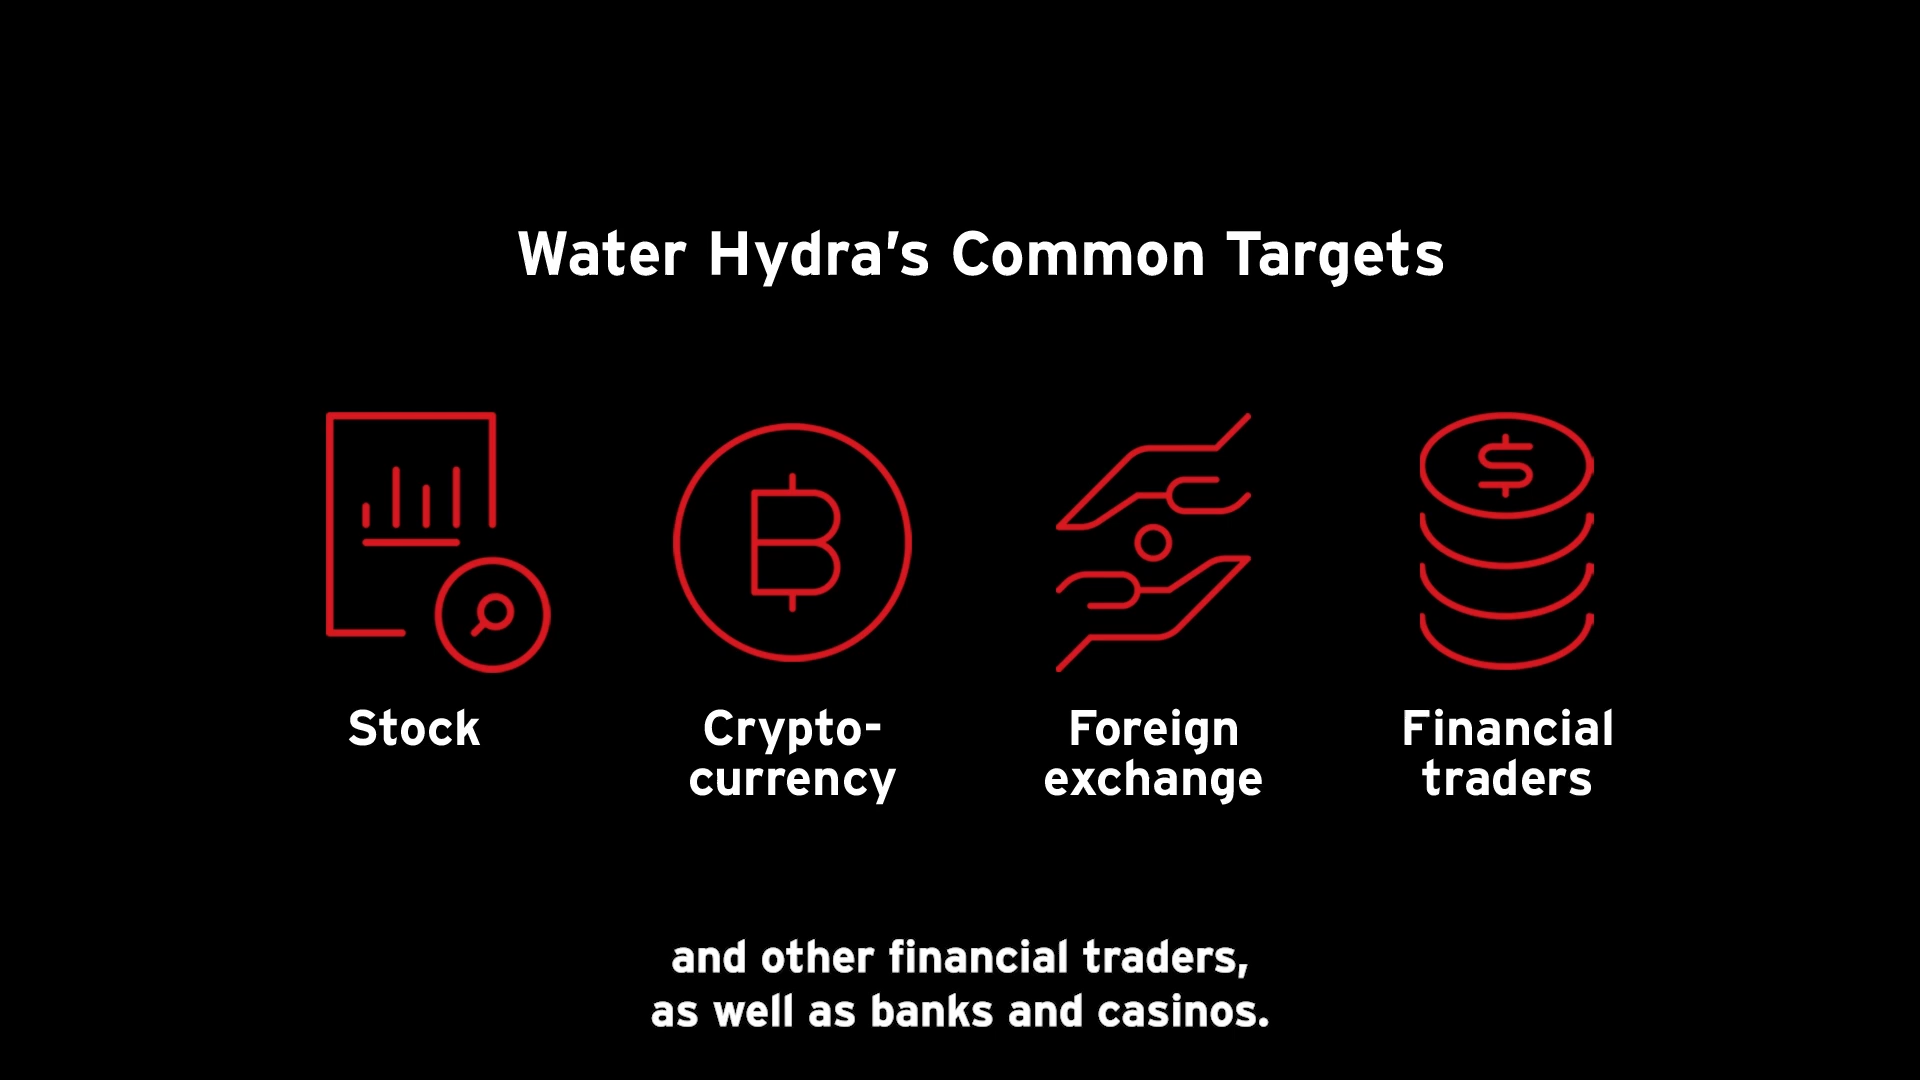 Water Hydra's Common Targets
Stock
Crypto-
currency
Foreign
exchange
Financial
traders
and other financial traders,
as well as banks and casinos.